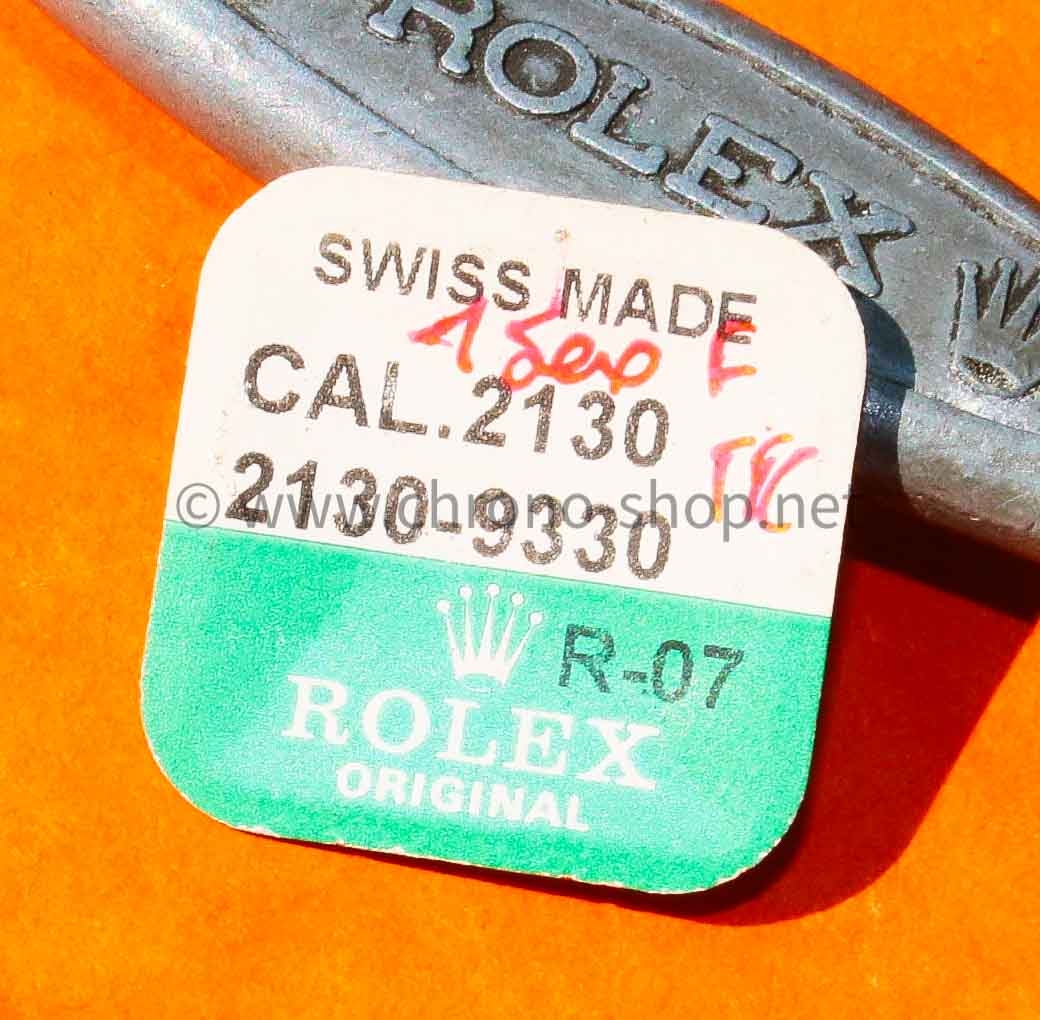 ROLEX
SWISS MADE
CAL.2130
2130-9330
© www.chrono-shop.net
R-07
ROLEX
ORIGINAL